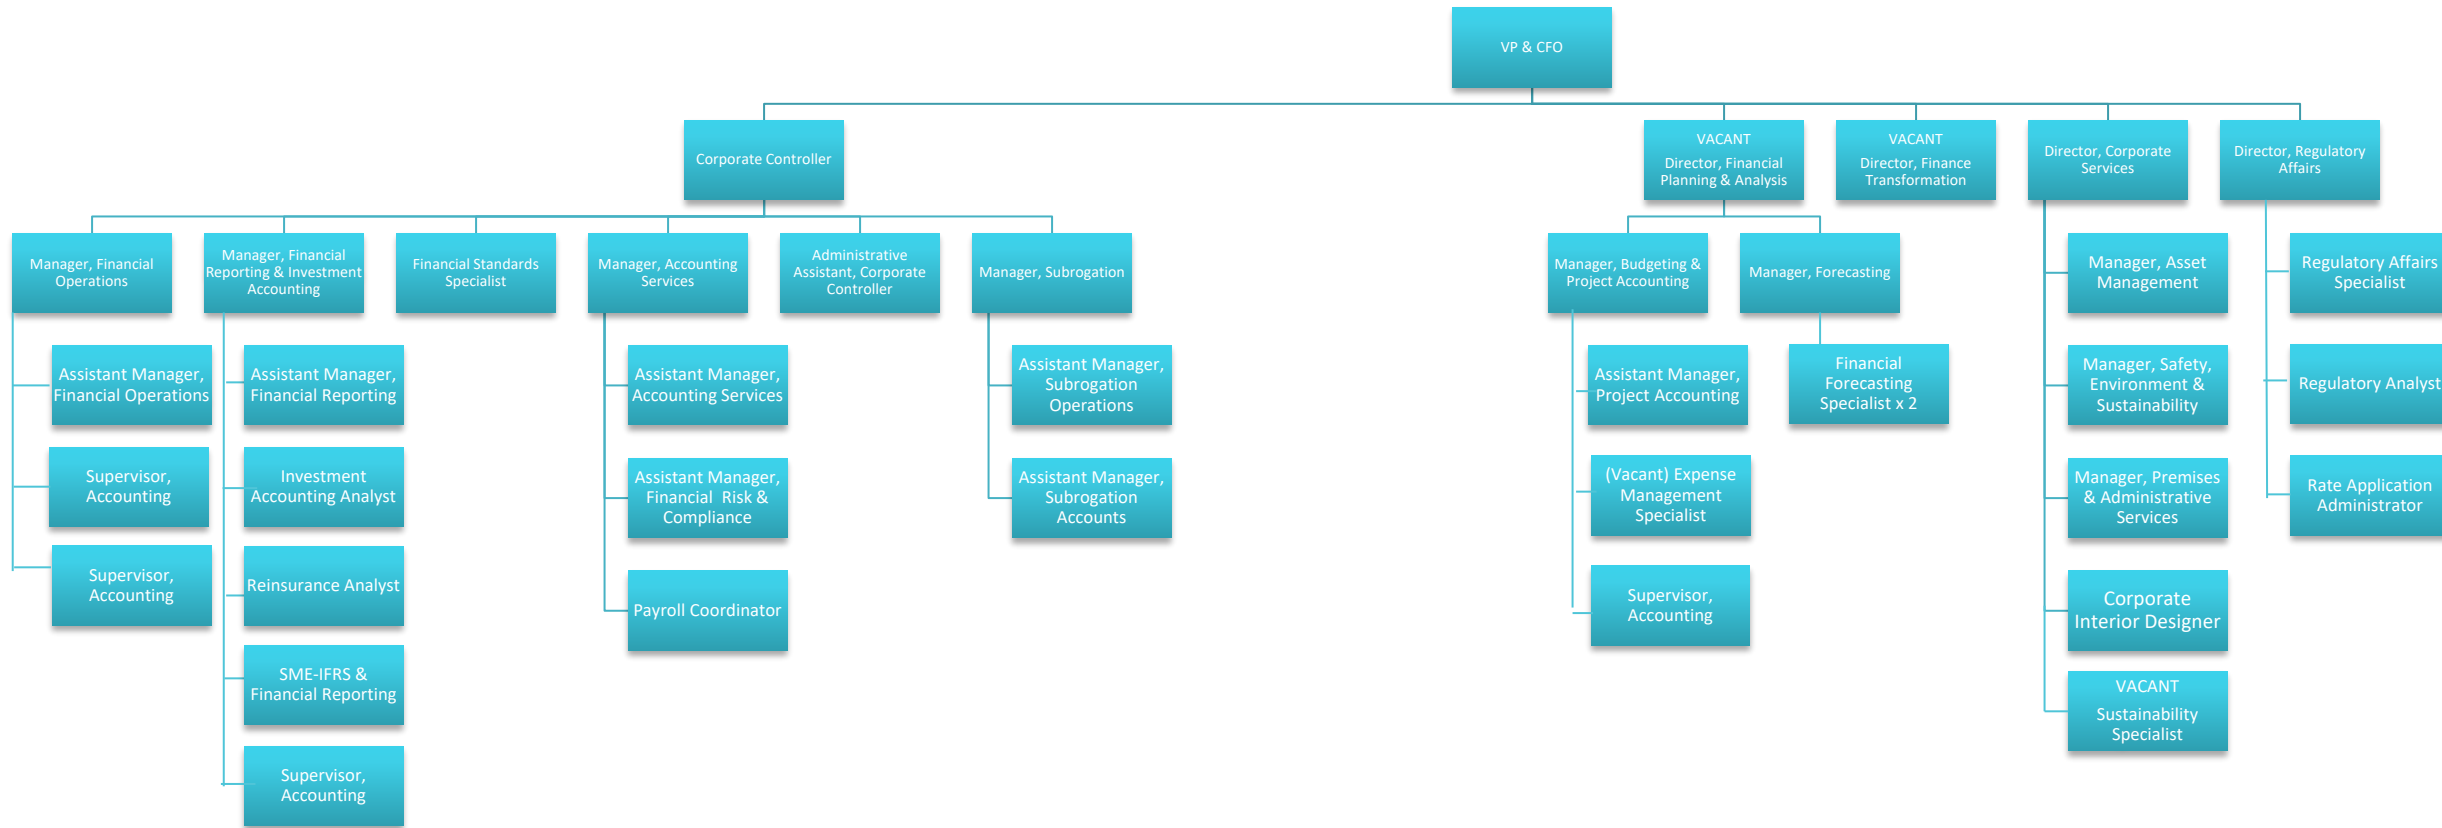 VP & CFO
Corporate Controller
VACANT
Director, Financial
Planning & Analysis
VACANT
Director, Finance
Transformation
Director, Corporate
Services
Director, Regulatory
Affairs
Manager, Financial
Operations
Manager, Financial
Reporting & Investment
Accounting
Financial Standards
Specialist
Manager, Accounting
Services
Administrative
Assistant, Corporate
Controller
Manager, Subrogation
Manager, Budgeting &
Project Accounting
Manager, Forecasting
Manager, Asset
Management
Regulatory Affairs
Specialist
Assistant Manager,
Financial Operations
Assistant Manager,
Financial Reporting
Assistant Manager,
Accounting Services
Assistant Manager,
Subrogation
Operations
Assistant Manager,
Project Accounting
Financial
Forecasting
Specialist x 2
Manager, Safety,
Environment &
Sustainability
Regulatory Analyst
Supervisor,
Accounting
Investment
Accounting Analyst
Assistant Manager,
Financial Risk &
Compliance
Assistant Manager,
Subrogation
Accounts
(Vacant) Expense
Management
Specialist
Manager, Premises
& Administrative
Services
Rate Application
Administrator
Supervisor,
Accounting
Reinsurance Analyst
Payroll Coordinator
Supervisor,
Accounting
Corporate
Interior Designer
SME-IFRS &
Financial Reporting
VACANT
Sustainability
Specialist
Supervisor,
Accounting